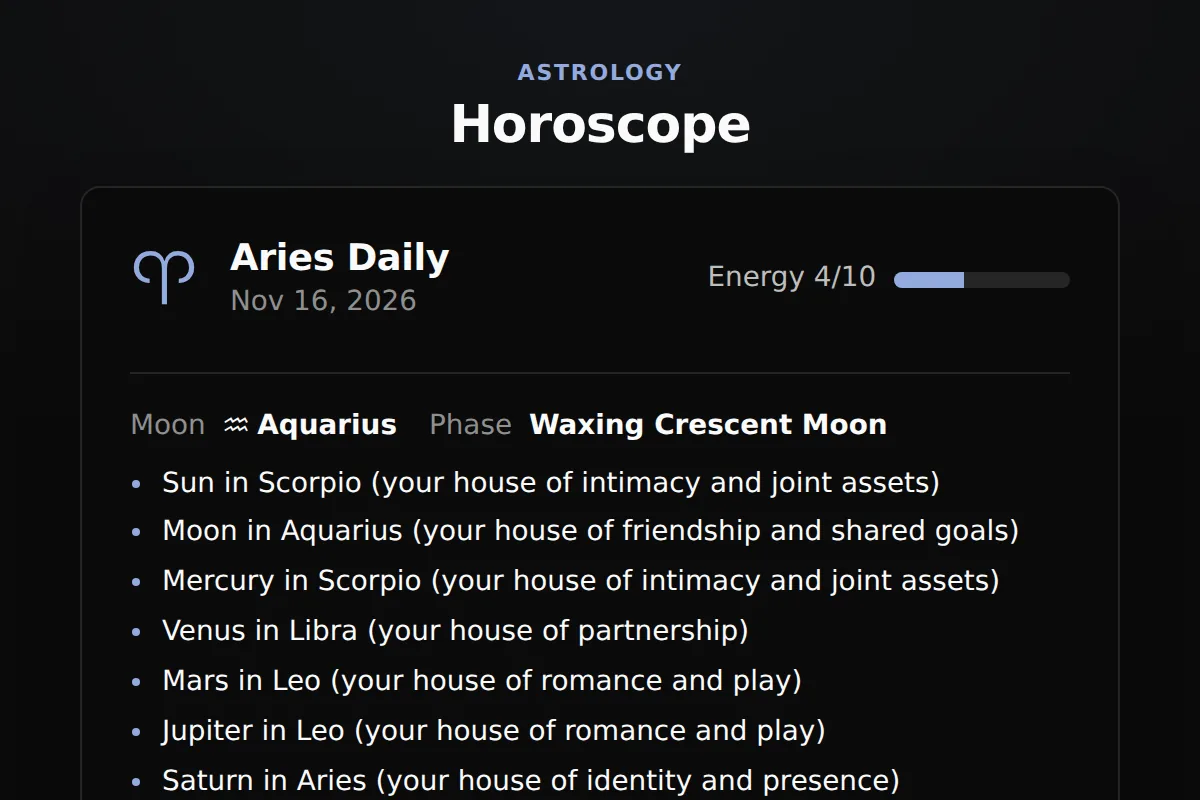 ASTROLOGY
Horoscope
♈ Aries Daily
Nov 16, 2026
Energy 4/10
Moon ♒ Aquarius Phase Waxing Crescent Moon
• Sun in Scorpio (your house of intimacy and joint assets)
• Moon in Aquarius (your house of friendship and shared goals)
• Mercury in Scorpio (your house of intimacy and joint assets)
• Venus in Libra (your house of partnership)
• Mars in Leo (your house of romance and play)
• Jupiter in Leo (your house of romance and play)
• Saturn in Aries (your house of identity and presence)